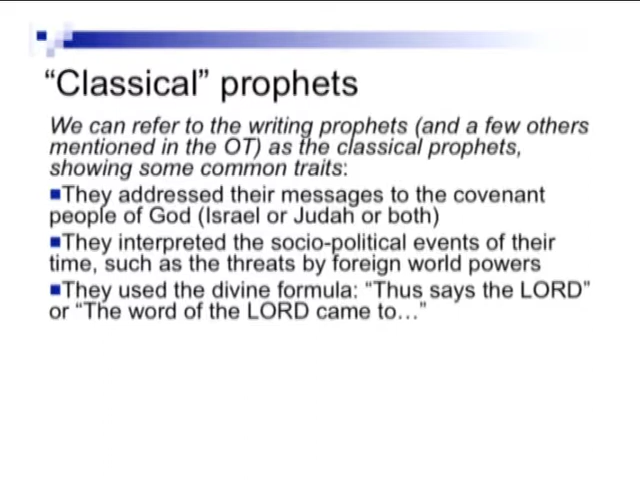 “Classical” prophets
We can refer to the writing prophets (and a few others
mentioned in the OT) as the classical prophets,
showing some common traits:
■They addressed their messages to the covenant
people of God (Israel or Judah or both)
■They interpreted the socio-political events of their
time, such as the threats by foreign world powers
■They used the divine formula: “Thus says the LORD”
or “The word of the LORD came to…”